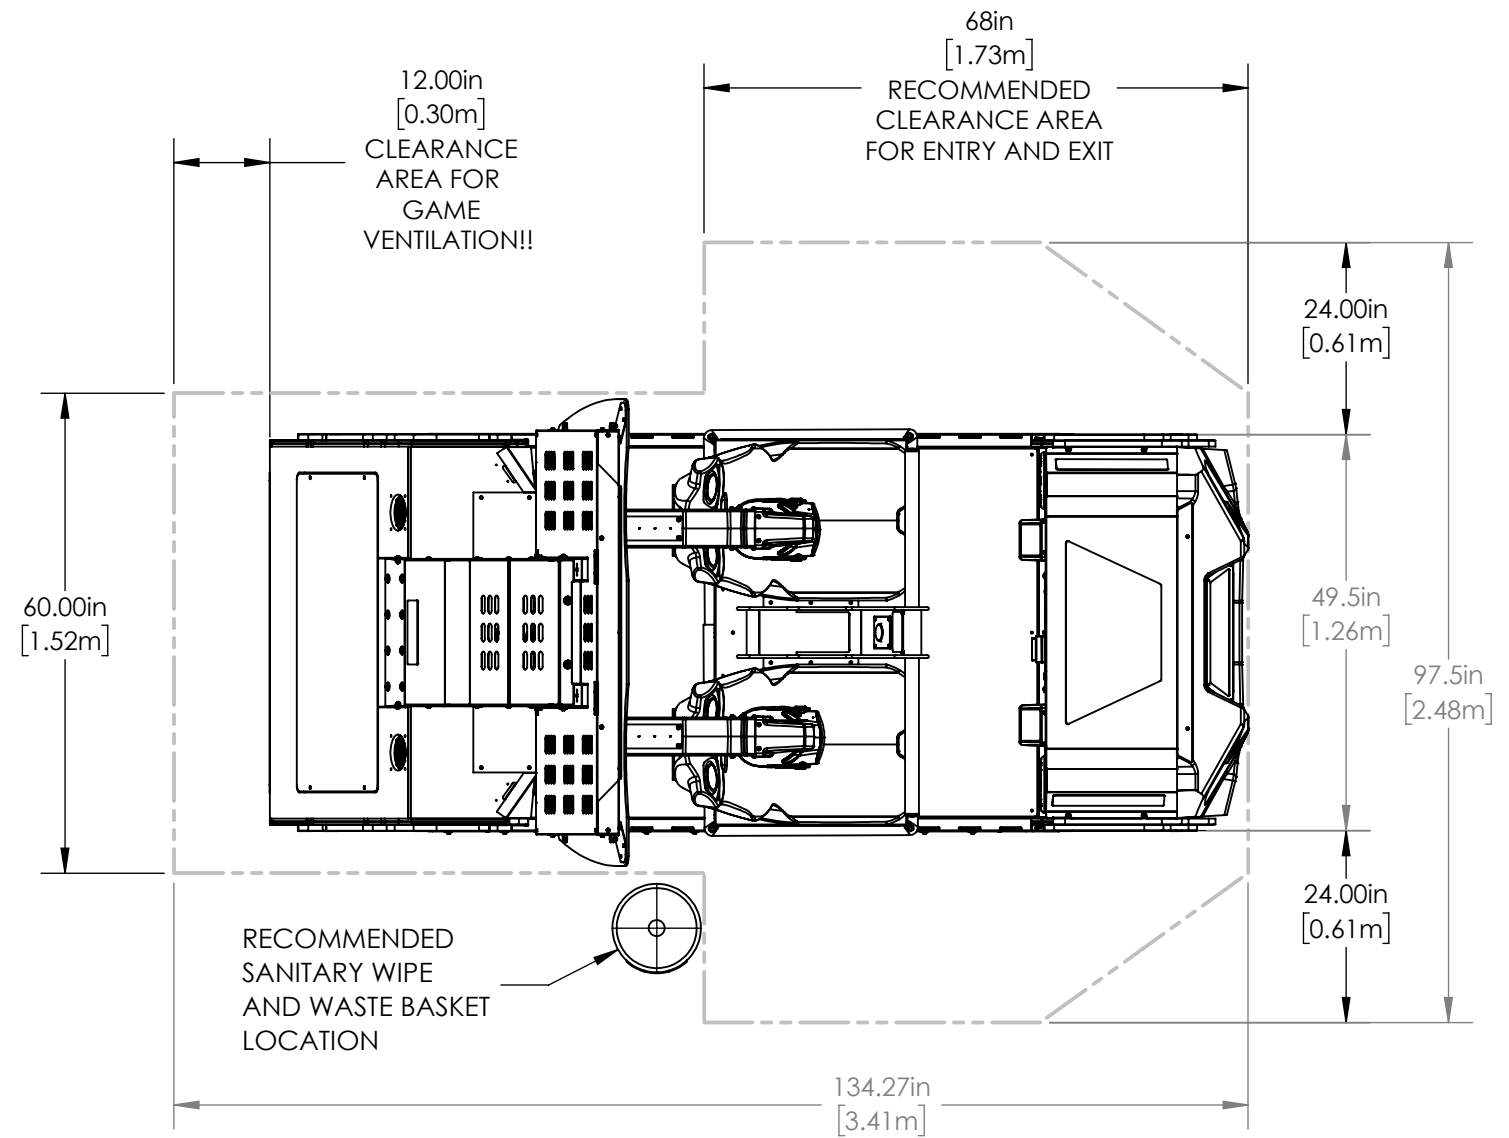 68in
[1.73m]
RECOMMENDED
CLEARANCE AREA
FOR ENTRY AND EXIT
12.00in
[0.30m]
CLEARANCE
AREA FOR
GAME
VENTILATION!!
24.00in
[0.61m]
60.00in
[1.52m]
49.5in
[1.26m]
97.5in
[2.48m]
24.00in
[0.61m]
RECOMMENDED
SANITARY WIPE
AND WASTE BASKET
LOCATION
134.27in
[3.41m]